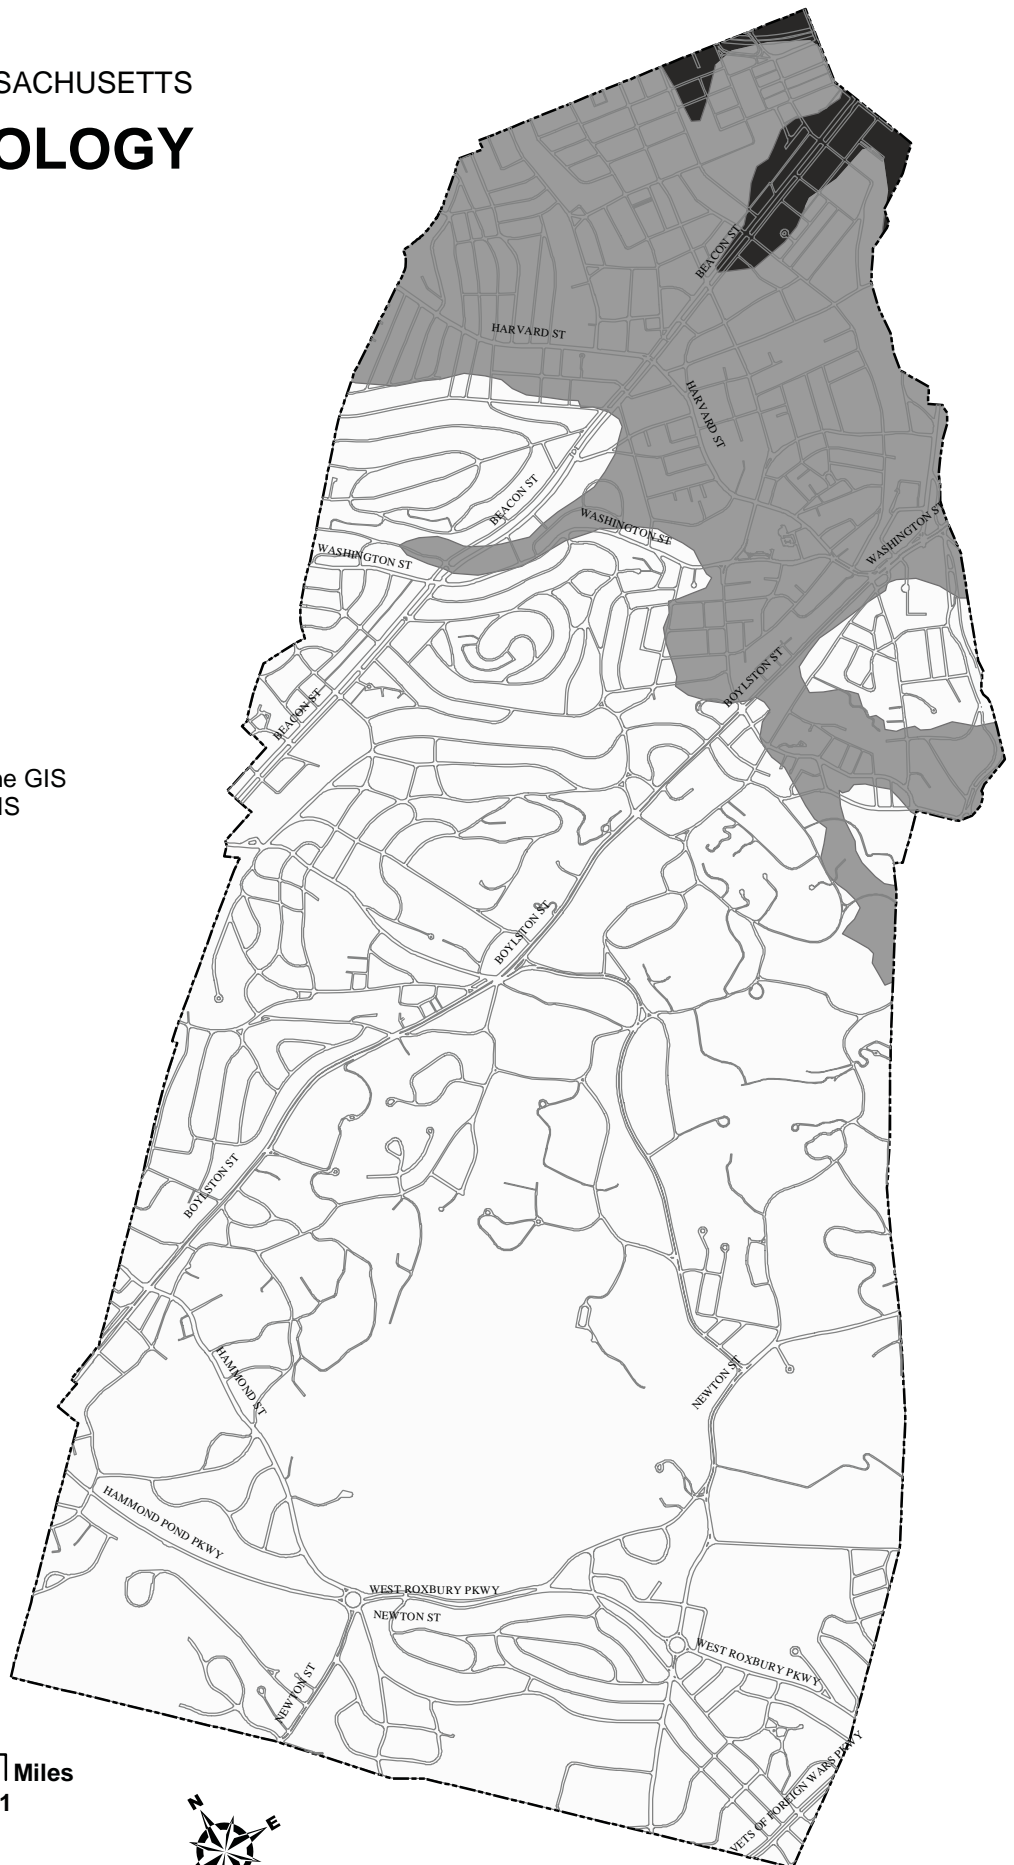 SACHUSETTS
OLOGY
BEACON ST
HARVARD ST
HARVARD ST
BEACON ST
WASHINGTON ST
WASHINGTON ST
WASHINGTON ST
BOYLSTON ST
BEACON ST
ne GIS
IS
BOYLSTON ST
BOYLSTON ST
HAMMOND ST
NEWTON ST
HAMMOND POND PKWY
WEST ROXBURY PKWY
NEWTON ST
WEST ROXBURY PKWY
NEWTON ST
VETS OF FOREIGN WARS PKWY
Miles
1
N
E